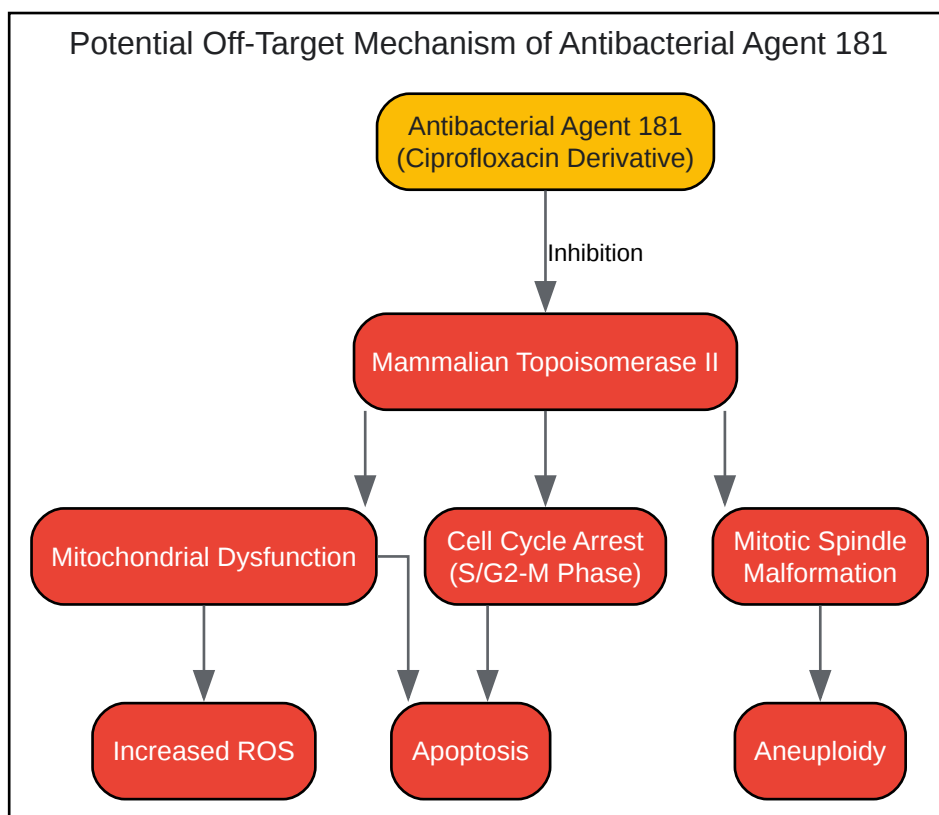 Potential Off-Target Mechanism of Antibacterial Agent 181
Antibacterial Agent 181
(Ciprofloxacin Derivative)
Inhibition
Mammalian Topoisomerase II
Mitochondrial Dysfunction
Cell Cycle Arrest
(S/G2-M Phase)
Mitotic Spindle
Malformation
Increased ROS
Apoptosis
Aneuploidy